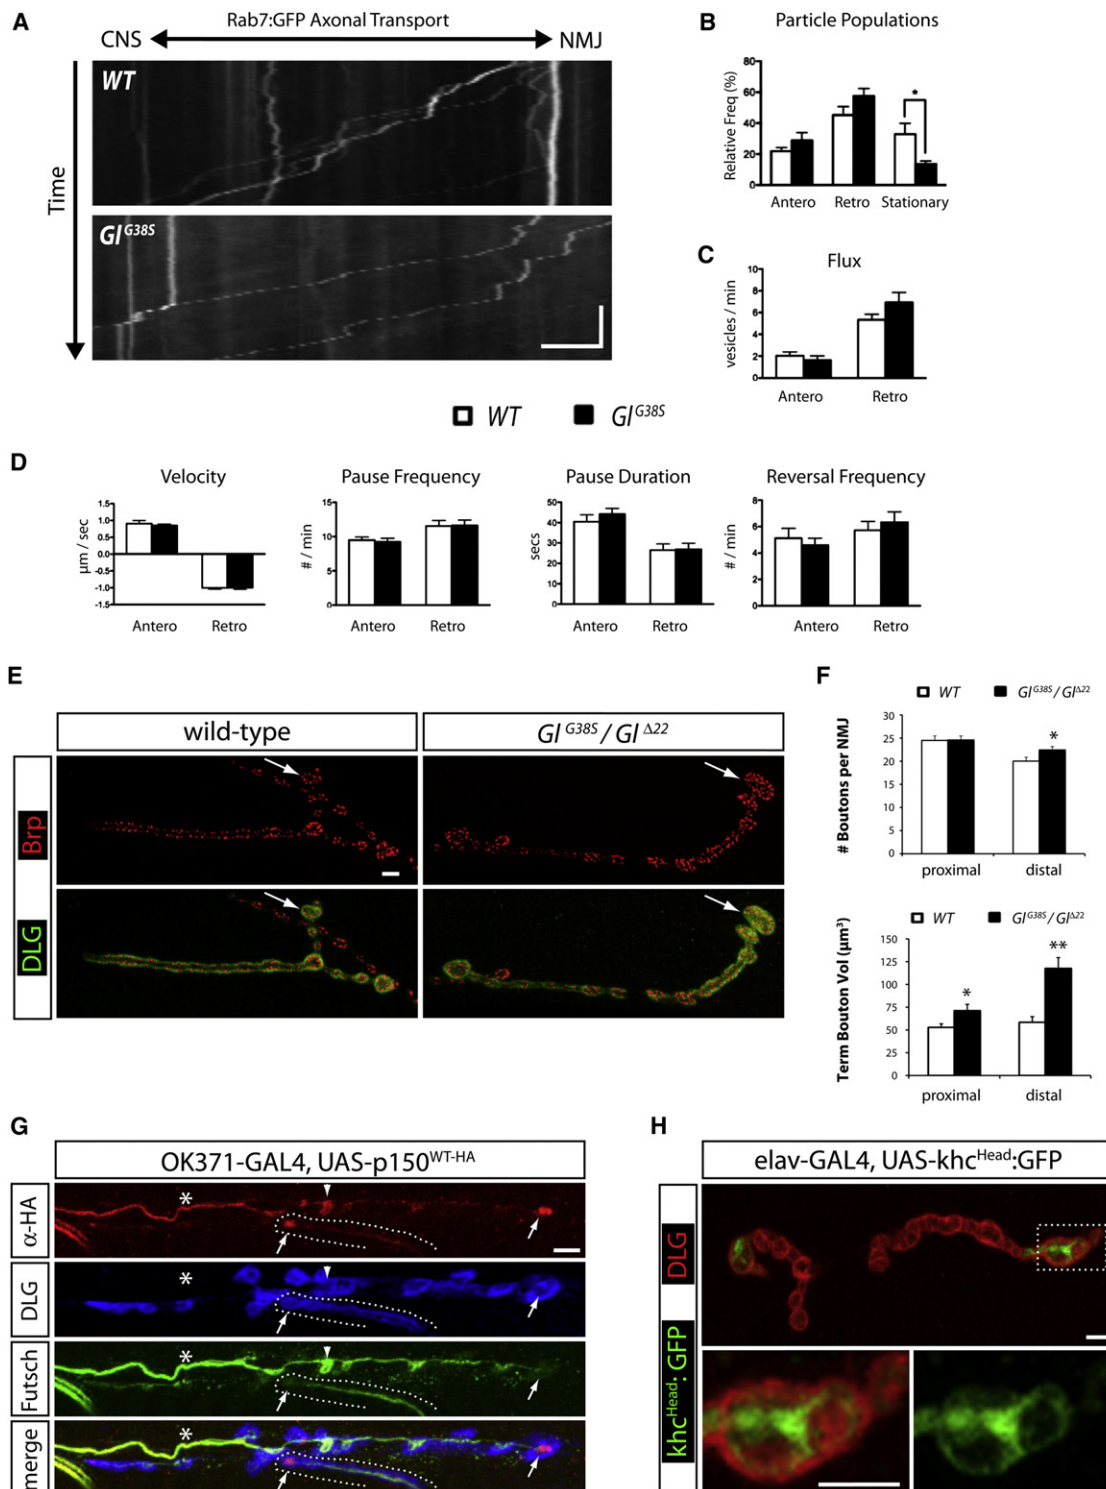 A
Rab7:GFP Axonal Transport
CNS
NMJ
Time
WT
Gl^G38S
B
Particle Populations
Relative Freq (%)
80
60
40
20
0
*
Antero
Retro
Stationary
C
Flux
vesicles / min
10
8
6
4
2
0
Antero
Retro
WT
Gl^G38S
D
Velocity
µm / sec
1.5
1.0
0.5
0.0
-0.5
-1.0
-1.5
Antero
Retro
Pause Frequency
# / min
15
10
5
0
Antero
Retro
Pause Duration
secs
50
40
30
20
10
0
Antero
Retro
Reversal Frequency
# / min
8
6
4
2
0
Antero
Retro
E
wild-type
Gl^G38S / Gl^Δ22
Brp
DLG
F
WT
Gl^G38S / Gl^Δ22
# Boutons per NMJ
30
25
20
15
10
5
0
*
proximal
distal
WT
Gl^G38S / Gl^Δ22
Term Bouton Vol (µm³)
150
125
100
75
50
25
0
*
**
proximal
distal
G
OK371-GAL4, UAS-p150^WT-HA
α-HA
*
DLG
*
Futsch
*
merge
*
H
elav-GAL4, UAS-khc^Head:GFP
DLG
khc^Head:GFP